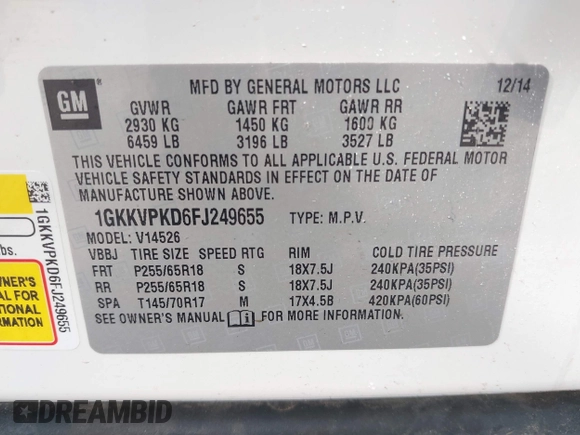 GM
MFD BY GENERAL MOTORS LLC 12/14
GVWR GAWR FRT GAWR RR
2930 KG 1450 KG 1600 KG
6459 LB 3196 LB 3527 LB
THIS VEHICLE CONFORMS TO ALL APPLICABLE U.S. FEDERAL MOTOR
VEHICLE SAFETY STANDARDS IN EFFECT ON THE DATE OF
MANUFACTURE SHOWN ABOVE.
1GKKVPKD6FJ249655 TYPE: M.P.V.
MODEL: V14526
VBBJ TIRE SIZE SPEED RTG RIM COLD TIRE PRESSURE
FRT P255/65R18 S 18X7.5J 240KPA(35PSI)
RR P255/65R18 S 18X7.5J 240KPA(35PSI)
SPA T145/70R17 M 17X4.5B 420KPA(60PSI)
SEE OWNER'S MANUAL i FOR MORE INFORMATION.
1GKKVPKD6FJ249655
lbs.
WNER'S
AL FOR
TIONAL
RMATION
DREAMBID